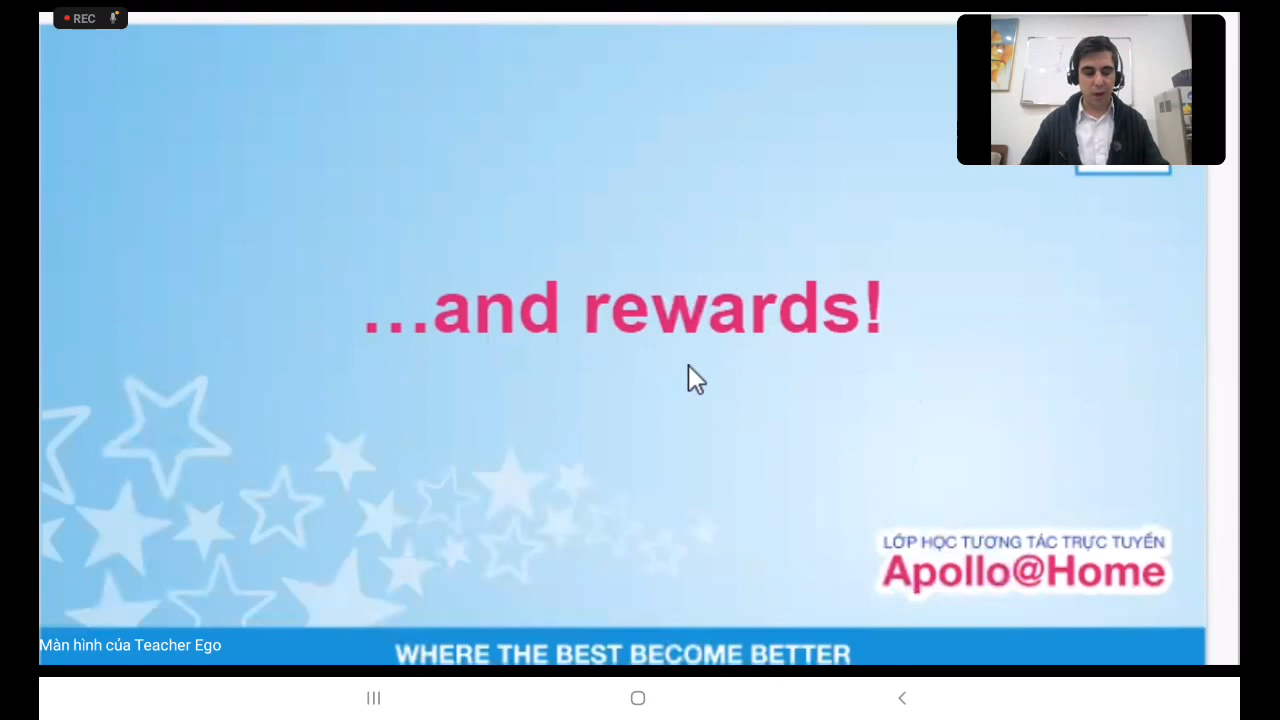 REC
…and rewards!
LỚP HỌC TƯƠNG TÁC TRỰC TUYẾN
Apollo@Home
Màn hình của Teacher Ego
WHERE THE BEST BECOME BETTER